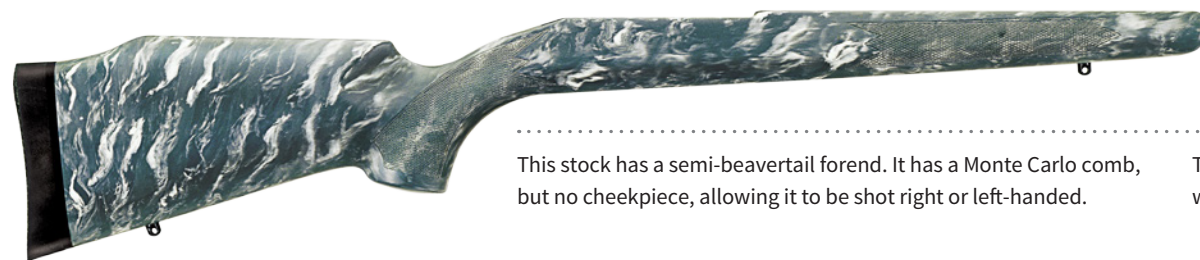 This stock has a semi-beavertail forend. It has a Monte Carlo comb,
but no cheekpiece, allowing it to be shot right or left-handed.